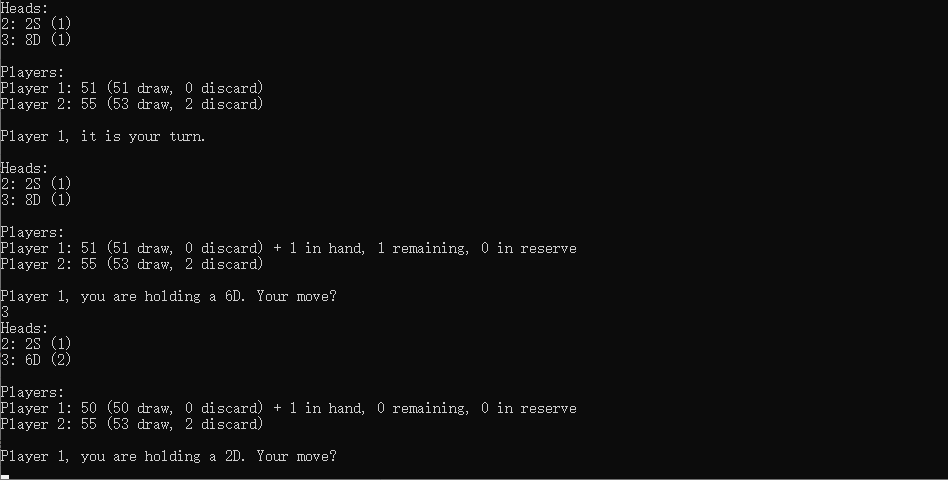 Heads:
2: 2S (1)
3: 8D (1)

Players:
Player 1: 51 (51 draw, 0 discard)
Player 2: 55 (53 draw, 2 discard)

Player 1, it is your turn.

Heads:
2: 2S (1)
3: 8D (1)

Players:
Player 1: 51 (51 draw, 0 discard) + 1 in hand, 1 remaining, 0 in reserve
Player 2: 55 (53 draw, 2 discard)

Player 1, you are holding a 6D. Your move?
3
Heads:
2: 2S (1)
3: 6D (2)

Players:
Player 1: 50 (50 draw, 0 discard) + 1 in hand, 0 remaining, 0 in reserve
Player 2: 55 (53 draw, 2 discard)

Player 1, you are holding a 2D. Your move?